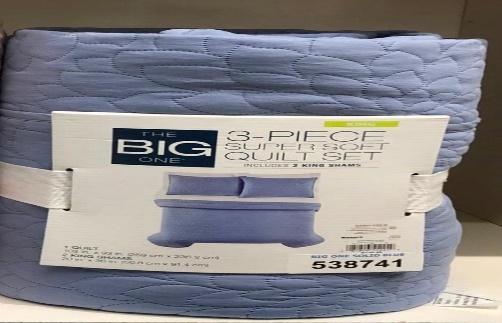 KING
THE
BIG
ONE
3-PIECE
SUPER SOFT
QUILT SET
INCLUDES 2 KING SHAMS
1 QUILT
2 KING SHAMS
BIG ONE SOLID BLUE
538741